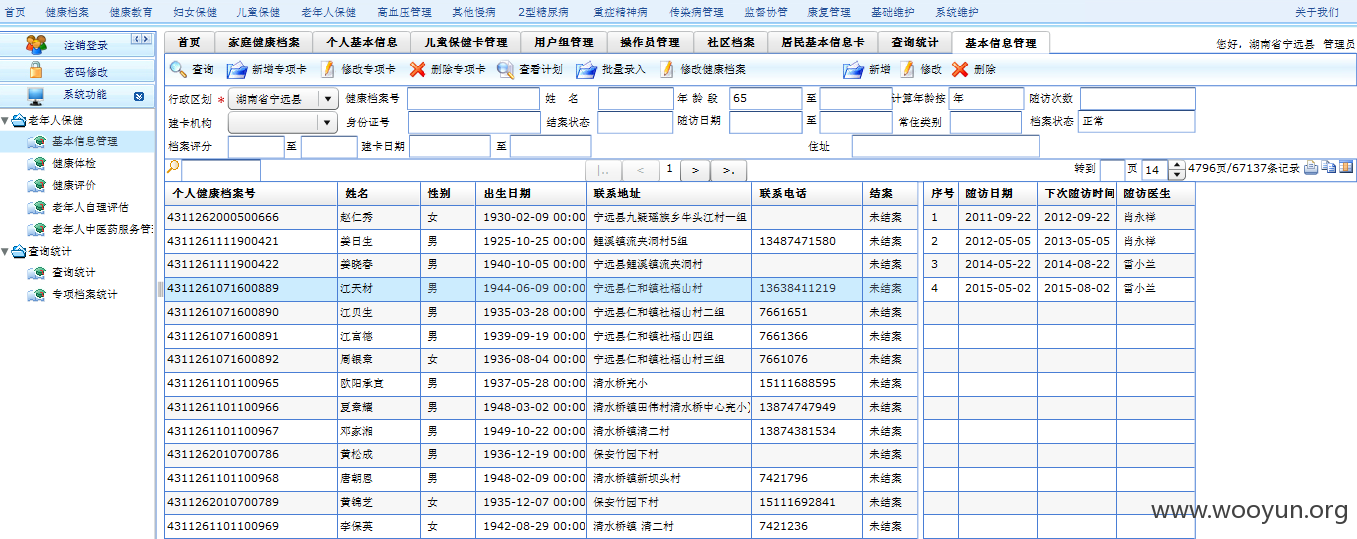 首页 健康档案 健康教育 妇女保健 儿童保健 老年人保健 高血压管理 其他慢病 2型糖尿病 重症精神病 传染病管理 监督协管 康复管理 基础维护 系统维护 关于我们
注销登录
密码修改
系统功能
老年人保健
基本信息管理
健康体检
健康评价
老年人自理评估
老年人中医药服务管
查询统计
查询统计
专项档案统计
首页 家庭健康档案 个人基本信息 儿童保健卡管理 用户组管理 操作员管理 社区档案 居民基本信息卡 查询统计 基本信息管理 您好, 湖南省宁远县 管理员
查询 新增专项卡 修改专项卡 删除专项卡 查看计划 批量录入 修改健康档案 新增 修改 删除
行政区划 * 湖南省宁远县 健康档案号 姓 名 年 龄 段 65 至 计算年龄按 年 随访次数
建卡机构 身份证号 结案状态 随访日期 至 常住类别 档案状态 正常
档案评分 至 建卡日期 至 住址
|.. < 1 > >. 转到 页 14 4796页/67137条记录
个人健康档案号 姓名 性别 出生日期 联系地址 联系电话 结案 序号 随访日期 下次随访时间 随访医生
4311262000500666 赵仁秀 女 1930-02-09 00:00 宁远县九疑瑶族乡牛头江村一组 未结案 1 2011-09-22 2012-09-22 肖永祥
4311261111900421 姜日生 男 1925-10-25 00:00 鲤溪镇流夹洞村5组 13487471580 未结案 2 2012-05-05 2013-05-05 肖永祥
4311261111900422 姜晓春 男 1940-10-05 00:00 宁远县鲤溪镇流夹洞村 未结案 3 2014-05-22 2014-08-22 雷小兰
4311261071600889 江天材 男 1944-06-09 00:00 宁远县仁和镇社福山村 13638411219 未结案 4 2015-05-02 2015-08-02 雷小兰
4311261071600890 江贝生 男 1935-03-28 00:00 宁远县仁和镇社福山村二组 7661651 未结案
4311261071600891 江富德 男 1939-09-19 00:00 宁远县仁和镇社福山四组 7661366 未结案
4311261071600892 周银章 女 1936-08-04 00:00 宁远县仁和镇社福山村三组 7661076 未结案
4311261101100965 欧阳承宽 男 1937-05-28 00:00 清水桥完小 15111688595 未结案
4311261101100966 夏章耀 男 1948-03-02 00:00 清水桥镇田伟村清水桥中心完小) 13874747949 未结案
4311261101100967 邓家湘 男 1949-10-22 00:00 清水桥镇清二村 13874381534 未结案
4311262010700786 黄松成 男 1936-12-19 00:00 保安竹园下村 未结案
4311261101100968 唐朝恩 男 1948-02-09 00:00 清水桥镇新坝头村 7421796 未结案
4311262010700789 黄锦芝 女 1935-12-07 00:00 保安竹园下村 15111692841 未结案
4311261101100969 李保英 女 1942-08-29 00:00 清水桥镇 清二村 7421236 未结案
www.wooyun.org